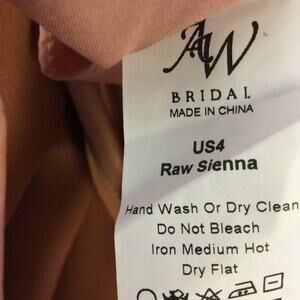 AW
BRIDAL
MADE IN CHINA
US4
Raw Sienna
Hand Wash Or Dry Clean
Do Not Bleach
Iron Medium Hot
Dry Flat